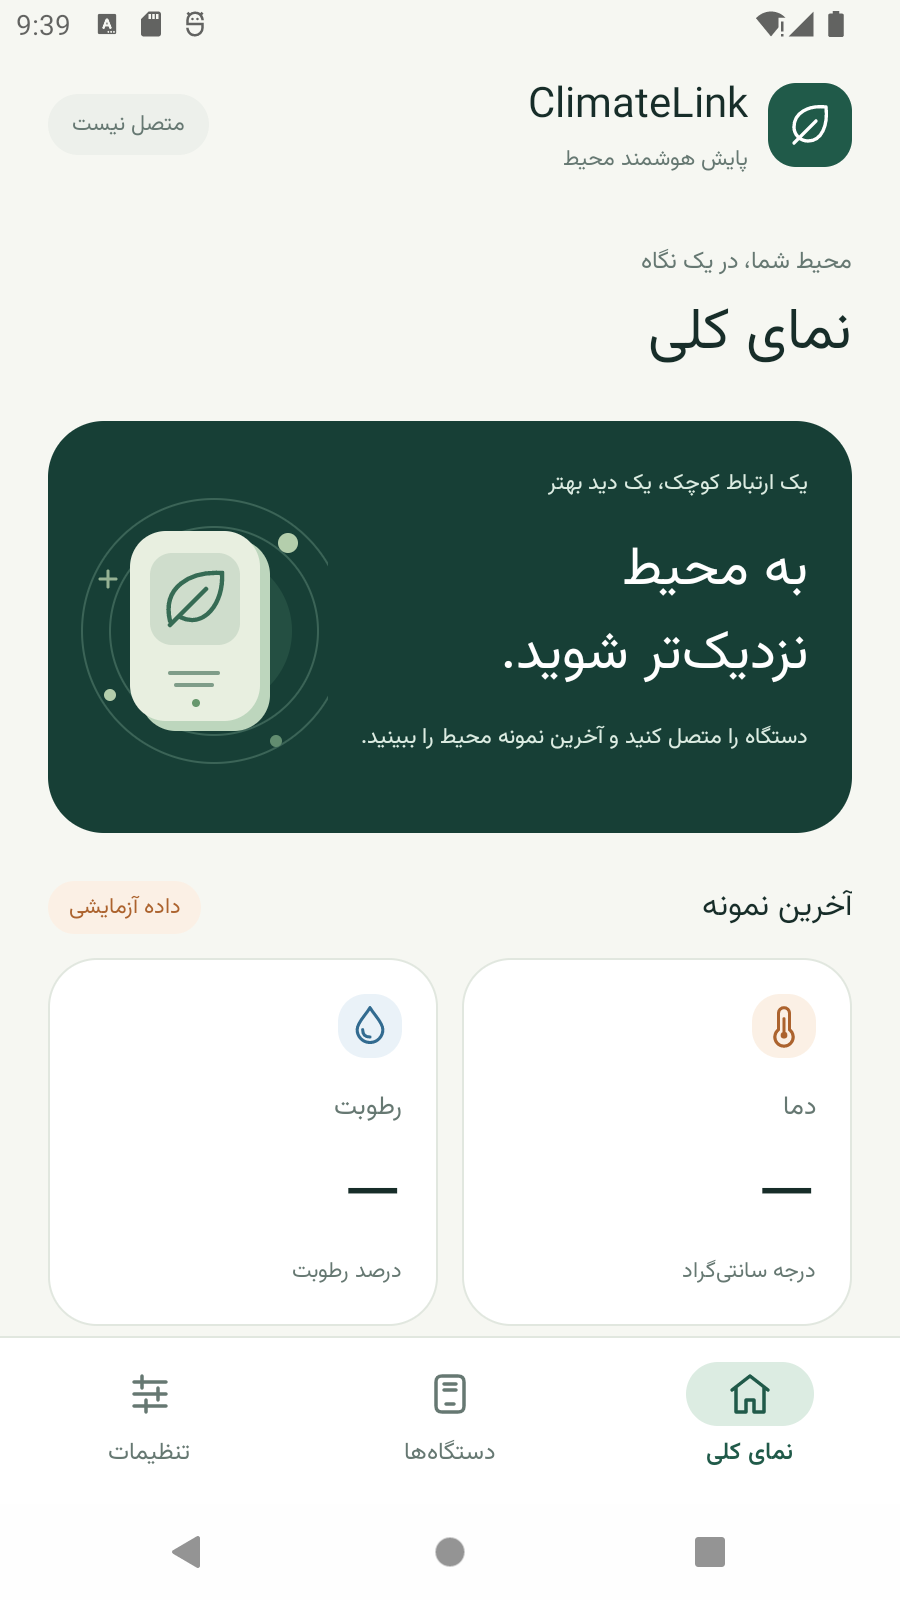 9:39
ClimateLink
پایش هوشمند محیط
متصل نیست
محیط شما، در یک نگاه
نمای کلی
یک ارتباط کوچک، یک دید بهتر
به محیط
نزدیک‌تر شوید.
دستگاه را متصل کنید و آخرین نمونه محیط را ببینید.
آخرین نمونه
داده آزمایشی
دما
—
درجه سانتی‌گراد
رطوبت
—
درصد رطوبت
نمای کلی
دستگاه‌ها
تنظیمات